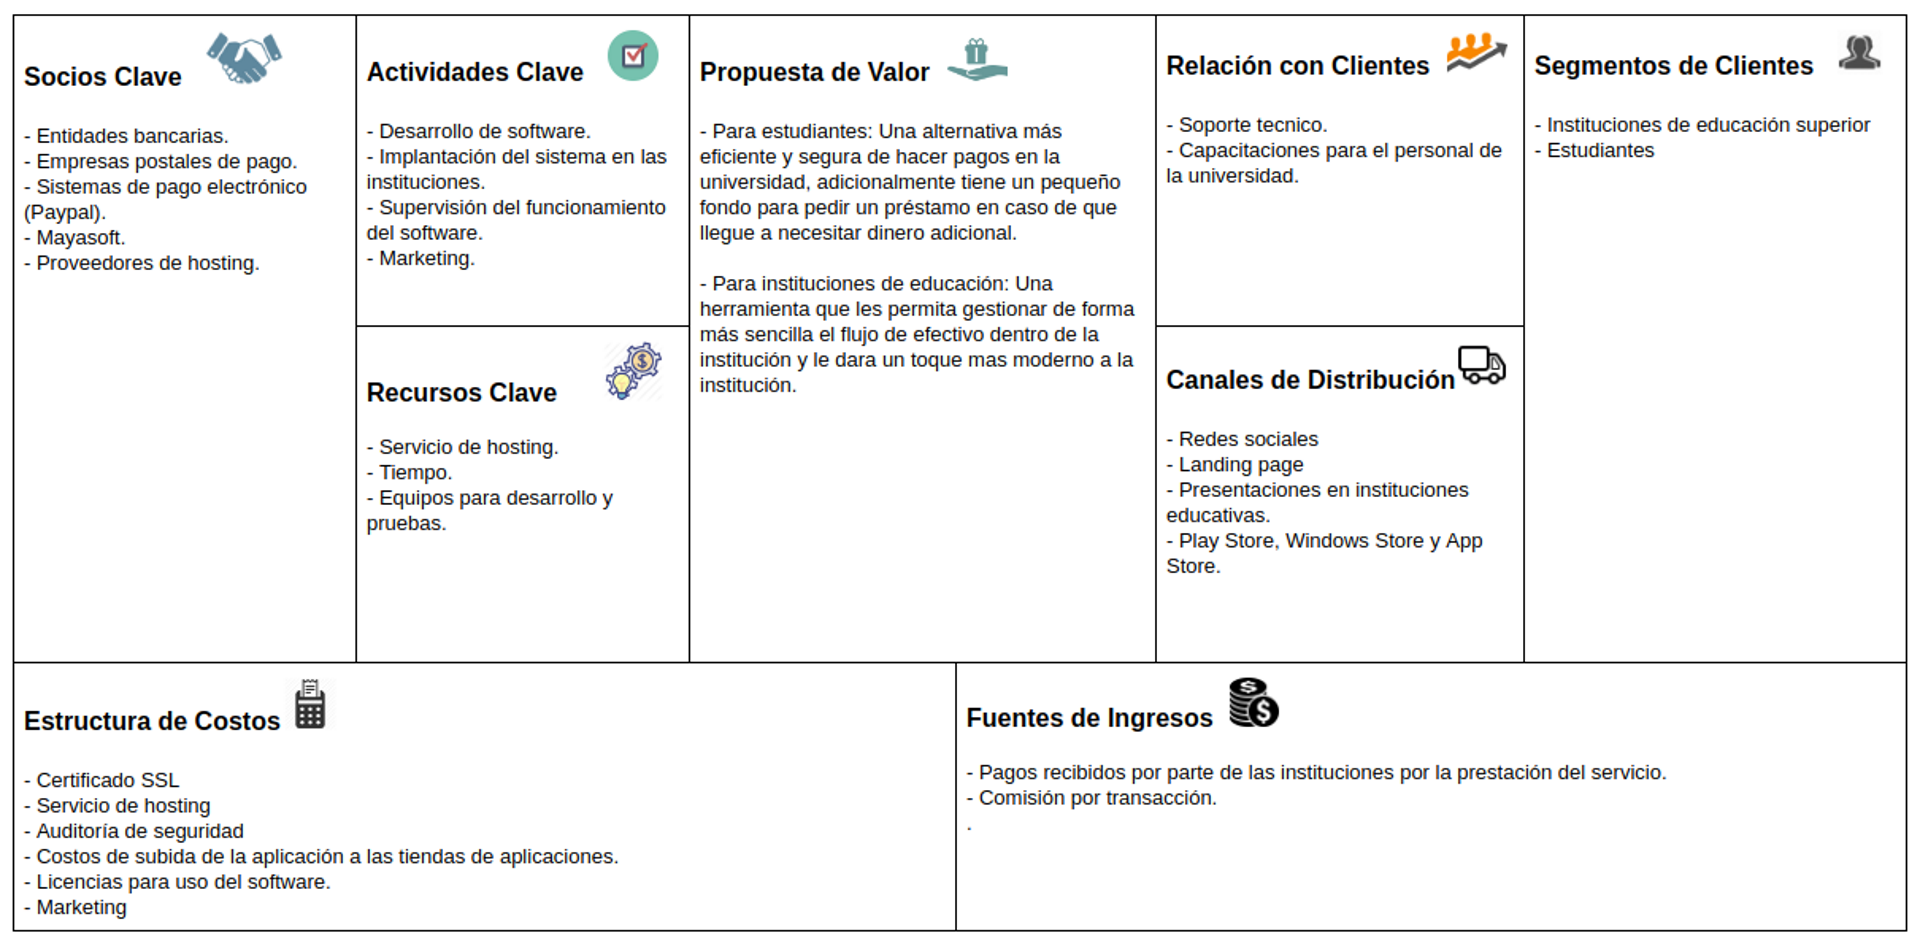 Socios Clave
- Entidades bancarias.
- Empresas postales de pago.
- Sistemas de pago electrónico
(Paypal).
- Mayasoft.
- Proveedores de hosting.
Actividades Clave
- Desarrollo de software.
- Implantación del sistema en las
instituciones.
- Supervisión del funcionamiento
del software.
- Marketing.
Recursos Clave
- Servicio de hosting.
- Tiempo.
- Equipos para desarrollo y
pruebas.
Propuesta de Valor
- Para estudiantes: Una alternativa más
eficiente y segura de hacer pagos en la
universidad, adicionalmente tiene un pequeño
fondo para pedir un préstamo en caso de que
llegue a necesitar dinero adicional.
- Para instituciones de educación: Una
herramienta que les permita gestionar de forma
más sencilla el flujo de efectivo dentro de la
institución y le dara un toque mas moderno a la
institución.
Relación con Clientes
- Soporte tecnico.
- Capacitaciones para el personal de
la universidad.
Canales de Distribución
- Redes sociales
- Landing page
- Presentaciones en instituciones
educativas.
- Play Store, Windows Store y App
Store.
Segmentos de Clientes
- Instituciones de educación superior
- Estudiantes
Estructura de Costos
- Certificado SSL
- Servicio de hosting
- Auditoría de seguridad
- Costos de subida de la aplicación a las tiendas de aplicaciones.
- Licencias para uso del software.
- Marketing
Fuentes de Ingresos
- Pagos recibidos por parte de las instituciones por la prestación del servicio.
- Comisión por transacción.
.